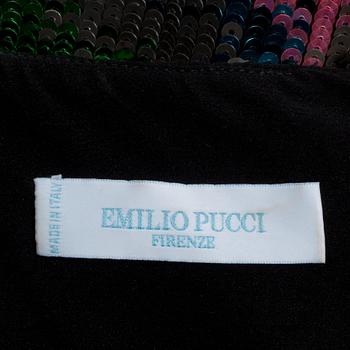 MADE IN ITALY
EMILIO PUCCI
FIRENZE